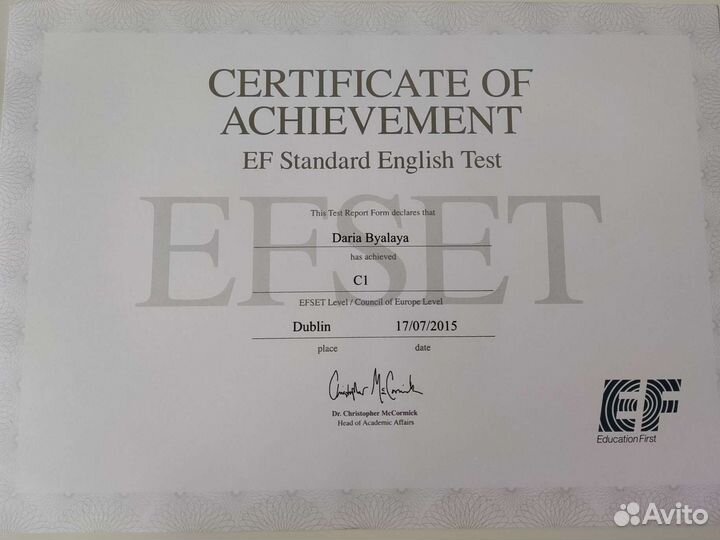 CERTIFICATE OF
ACHIEVEMENT
EF Standard English Test
EFSET
This Test Report Form declares that
Daria Byalaya
has achieved
C1
EFSET Level / Council of Europe Level
Dublin 17/07/2015
place date
Christopher McCormick
Dr. Christopher McCormick
Head of Academic Affairs
EF
Education First
Avito